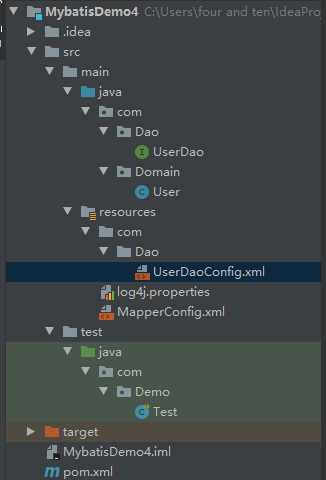 MybatisDemo4 C:\Users\four and ten\IdeaPro
.idea
src
main
java
com
Dao
UserDao
Domain
User
resources
com
Dao
UserDaoConfig.xml
log4j.properties
MapperConfig.xml
test
java
com
Demo
Test
target
MybatisDemo4.iml
pom.xml